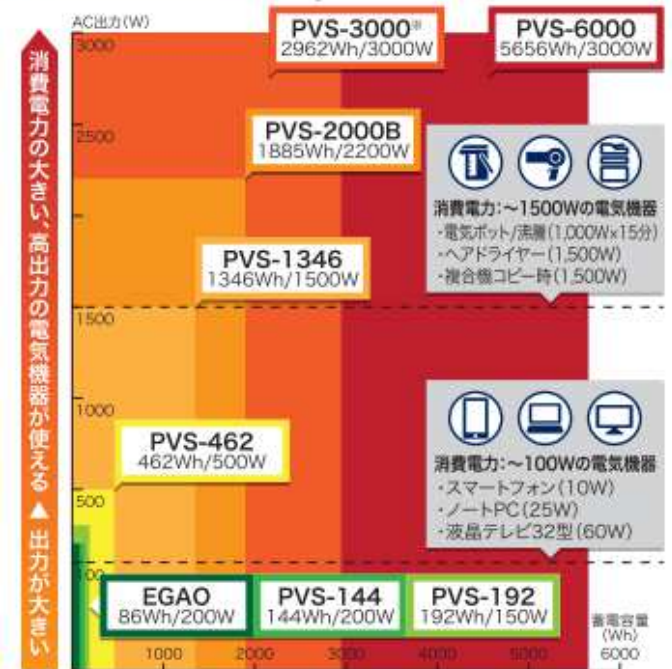 AC出力(W)
3000
PVS-3000※
2962Wh/3000W
PVS-6000
5656Wh/3000W
2500
PVS-2000B
1885Wh/2200W
消費電力:～1500Wの電気機器
・電気ポット/沸騰(1,000W×15分)
・ヘアドライヤー(1,500W)
・複合機コピー時(1,500W)
PVS-1346
1346Wh/1500W
1500
1000
PVS-462
462Wh/500W
500
消費電力:～100Wの電気機器
・スマートフォン(10W)
・ノートPC(25W)
・液晶テレビ32型(60W)
100
EGAO
86Wh/200W
PVS-144
144Wh/200W
PVS-192
192Wh/150W
蓄電容量
(Wh)
1000
2000
3000
4000
5000
6000
消費電力の大きい、高出力の電気機器が使える ▲ 出力が大きい